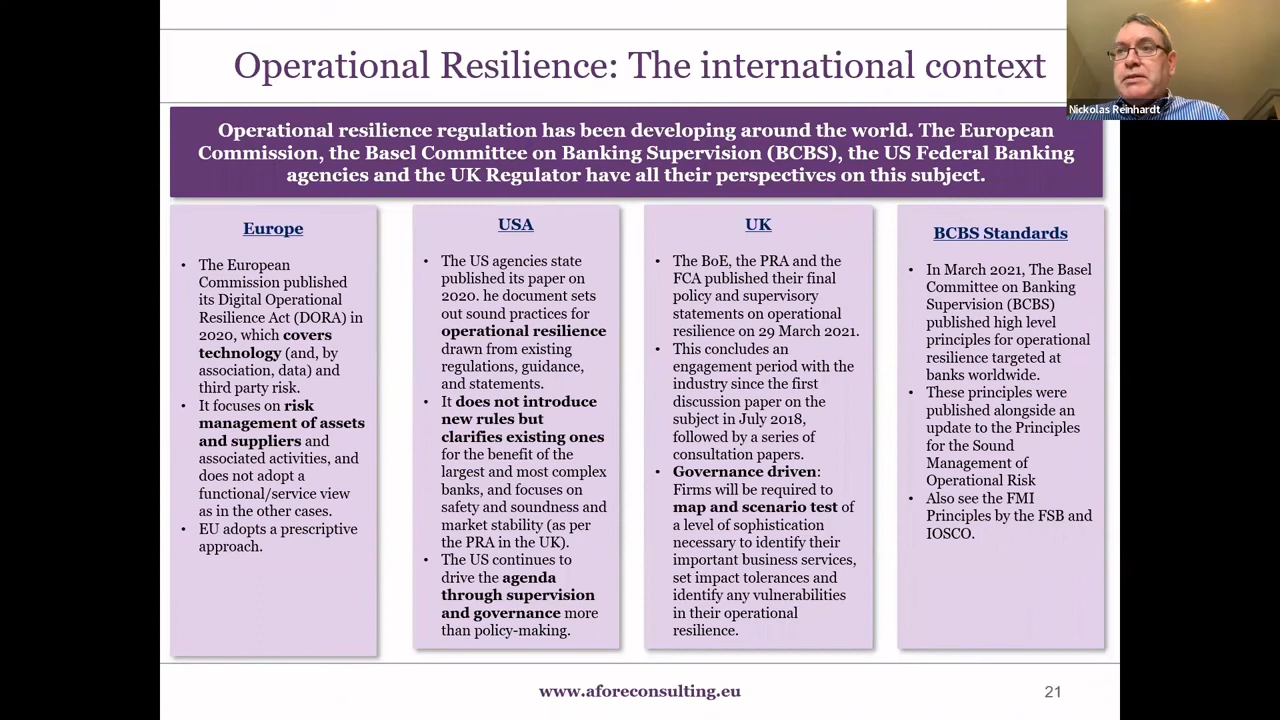 Operational Resilience: The international context
Nickolas Reinhardt
Operational resilience regulation has been developing around the world. The European
Commission, the Basel Committee on Banking Supervision (BCBS), the US Federal Banking
agencies and the UK Regulator have all their perspectives on this subject.
Europe
• The European
Commission published
its Digital Operational
Resilience Act (DORA) in
2020, which covers
technology (and, by
association, data) and
third party risk.
• It focuses on risk
management of assets
and suppliers and
associated activities, and
does not adopt a
functional/service view
as in the other cases.
• EU adopts a prescriptive
approach.
USA
• The US agencies state
published its paper on
2020. he document sets
out sound practices for
operational resilience
drawn from existing
regulations, guidance,
and statements.
• It does not introduce
new rules but
clarifies existing ones
for the benefit of the
largest and most complex
banks, and focuses on
safety and soundness and
market stability (as per
the PRA in the UK).
• The US continues to
drive the agenda
through supervision
and governance more
than policy-making.
UK
• The BoE, the PRA and the
FCA published their final
policy and supervisory
statements on operational
resilience on 29 March 2021.
• This concludes an
engagement period with the
industry since the first
discussion paper on the
subject in July 2018,
followed by a series of
consultation papers.
• Governance driven:
Firms will be required to
map and scenario test of
a level of sophistication
necessary to identify their
important business services,
set impact tolerances and
identify any vulnerabilities
in their operational
resilience.
BCBS Standards
• In March 2021, The Basel
Committee on Banking
Supervision (BCBS)
published high level
principles for operational
resilience targeted at
banks worldwide.
• These principles were
published alongside an
update to the Principles
for the Sound
Management of
Operational Risk
• Also see the FMI
Principles by the FSB and
IOSCO.
www.aforeconsulting.eu
21